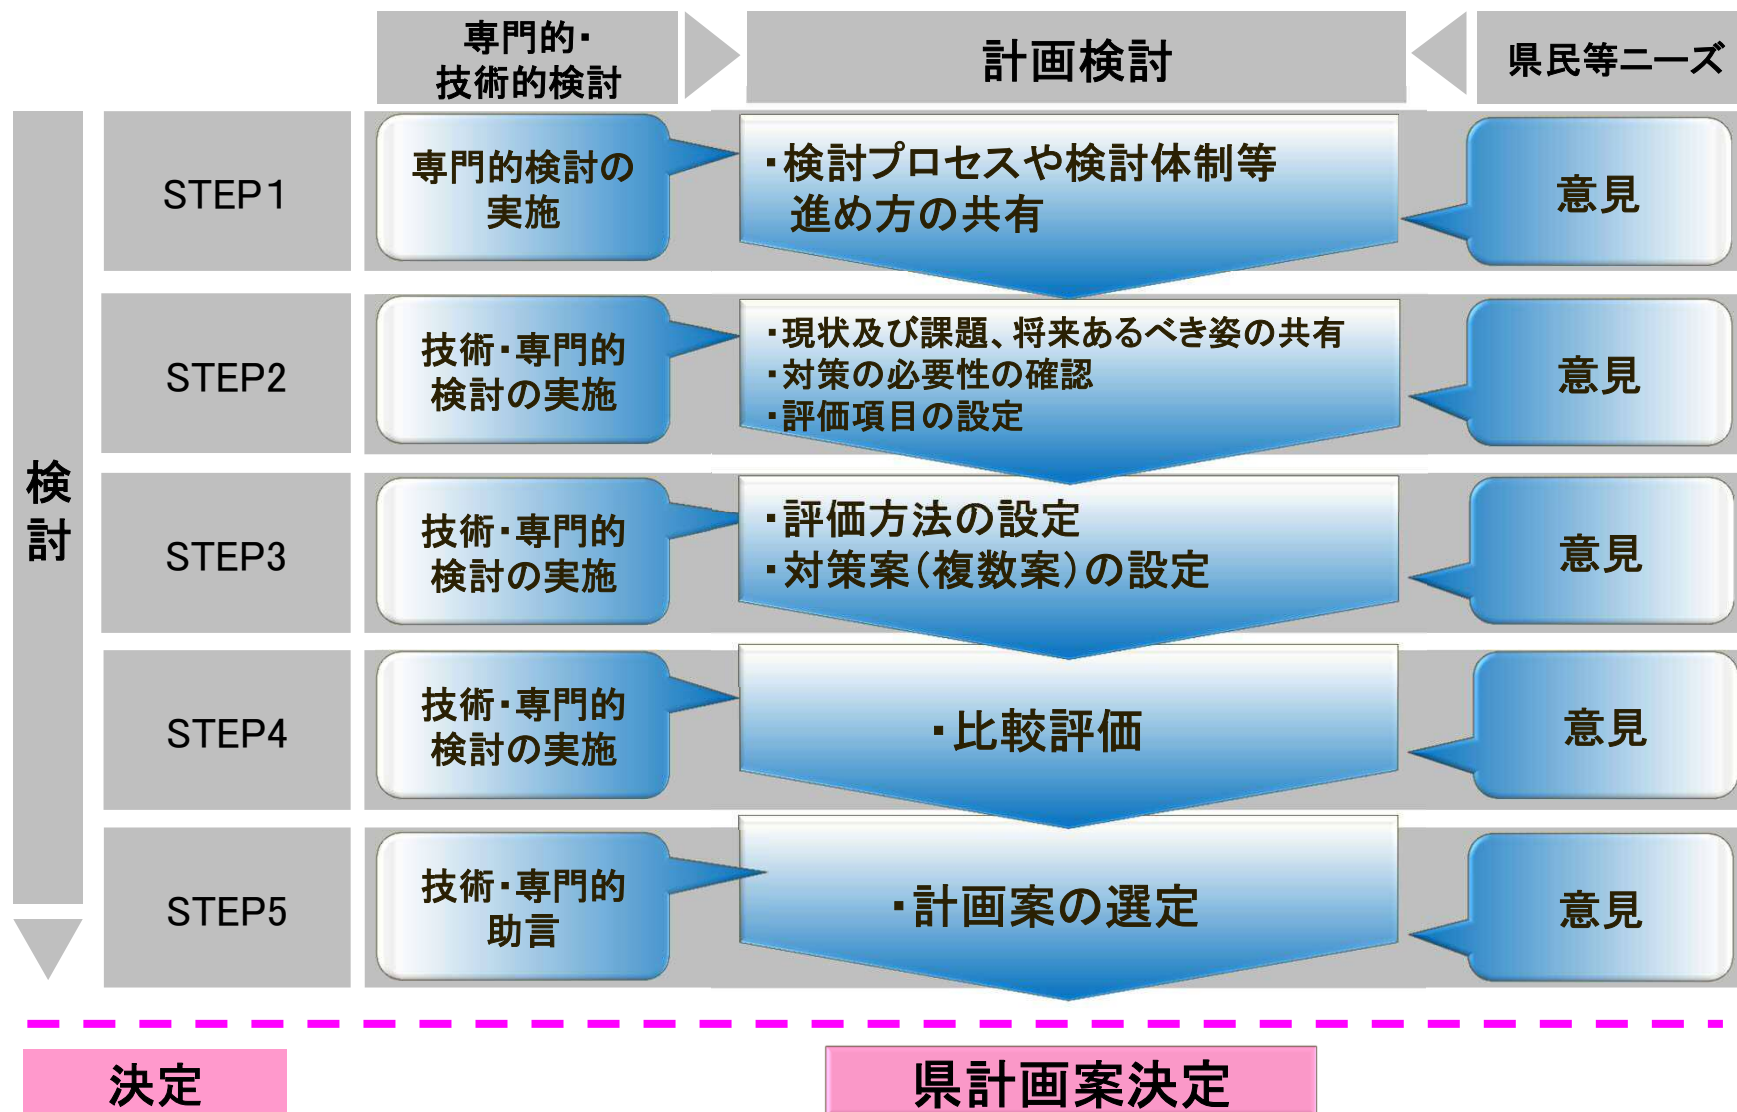 専門的・
技術的検討
計画検討
県民等ニーズ
検討
STEP1
専門的検討の
実施
・検討プロセスや検討体制等
進め方の共有
意見
STEP2
技術・専門的
検討の実施
・現状及び課題、将来あるべき姿の共有
・対策の必要性の確認
・評価項目の設定
意見
STEP3
技術・専門的
検討の実施
・評価方法の設定
・対策案(複数案)の設定
意見
STEP4
技術・専門的
検討の実施
・比較評価
意見
STEP5
技術・専門的
助言
・計画案の選定
意見
決定
県計画案決定